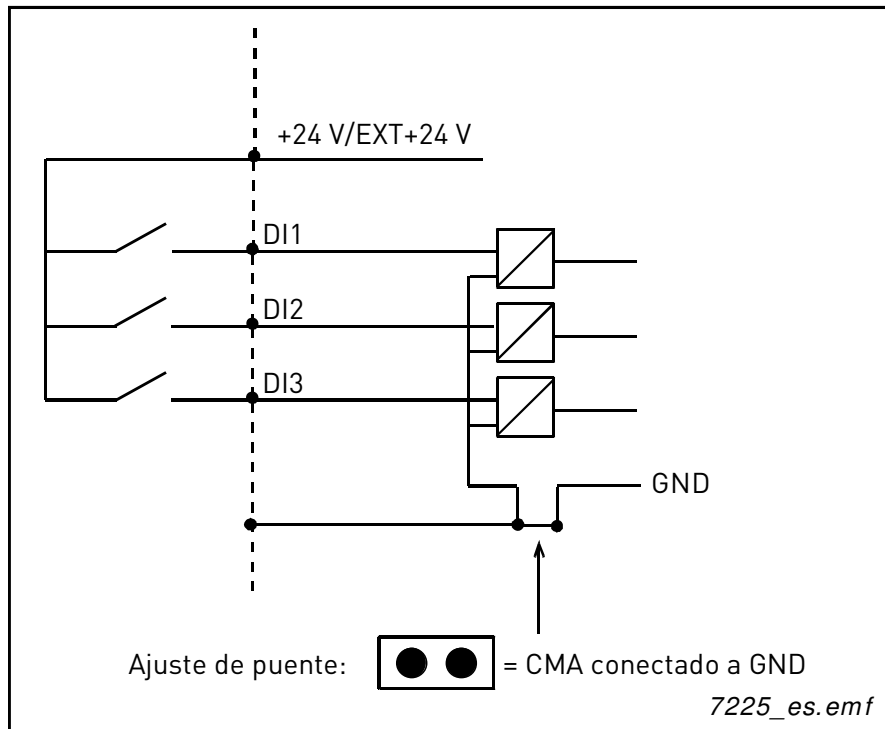 +24 V/EXT+24 V
DI1
DI2
DI3
GND
Ajuste de puente: = CMA conectado a GND
7225_es.emf